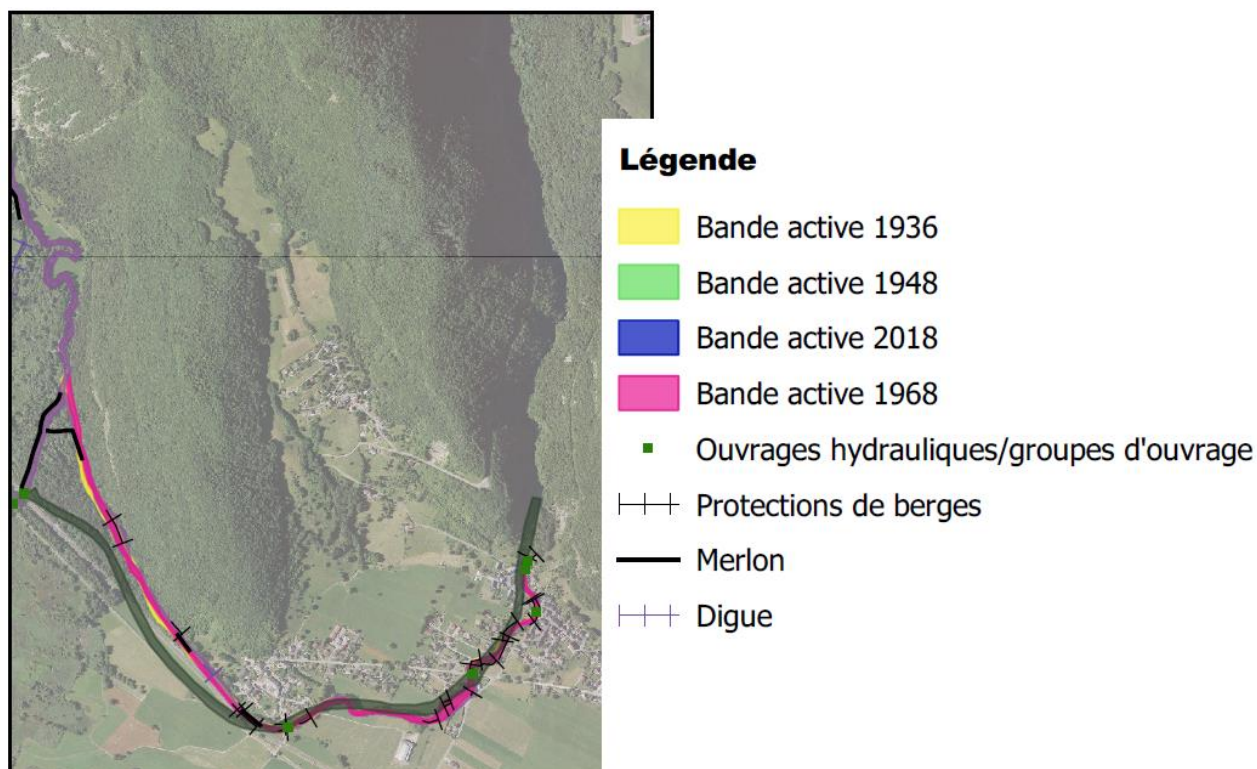 Légende
Bande active 1936
Bande active 1948
Bande active 2018
Bande active 1968
Ouvrages hydrauliques/groupes d'ouvrage
Protections de berges
Merlon
Digue